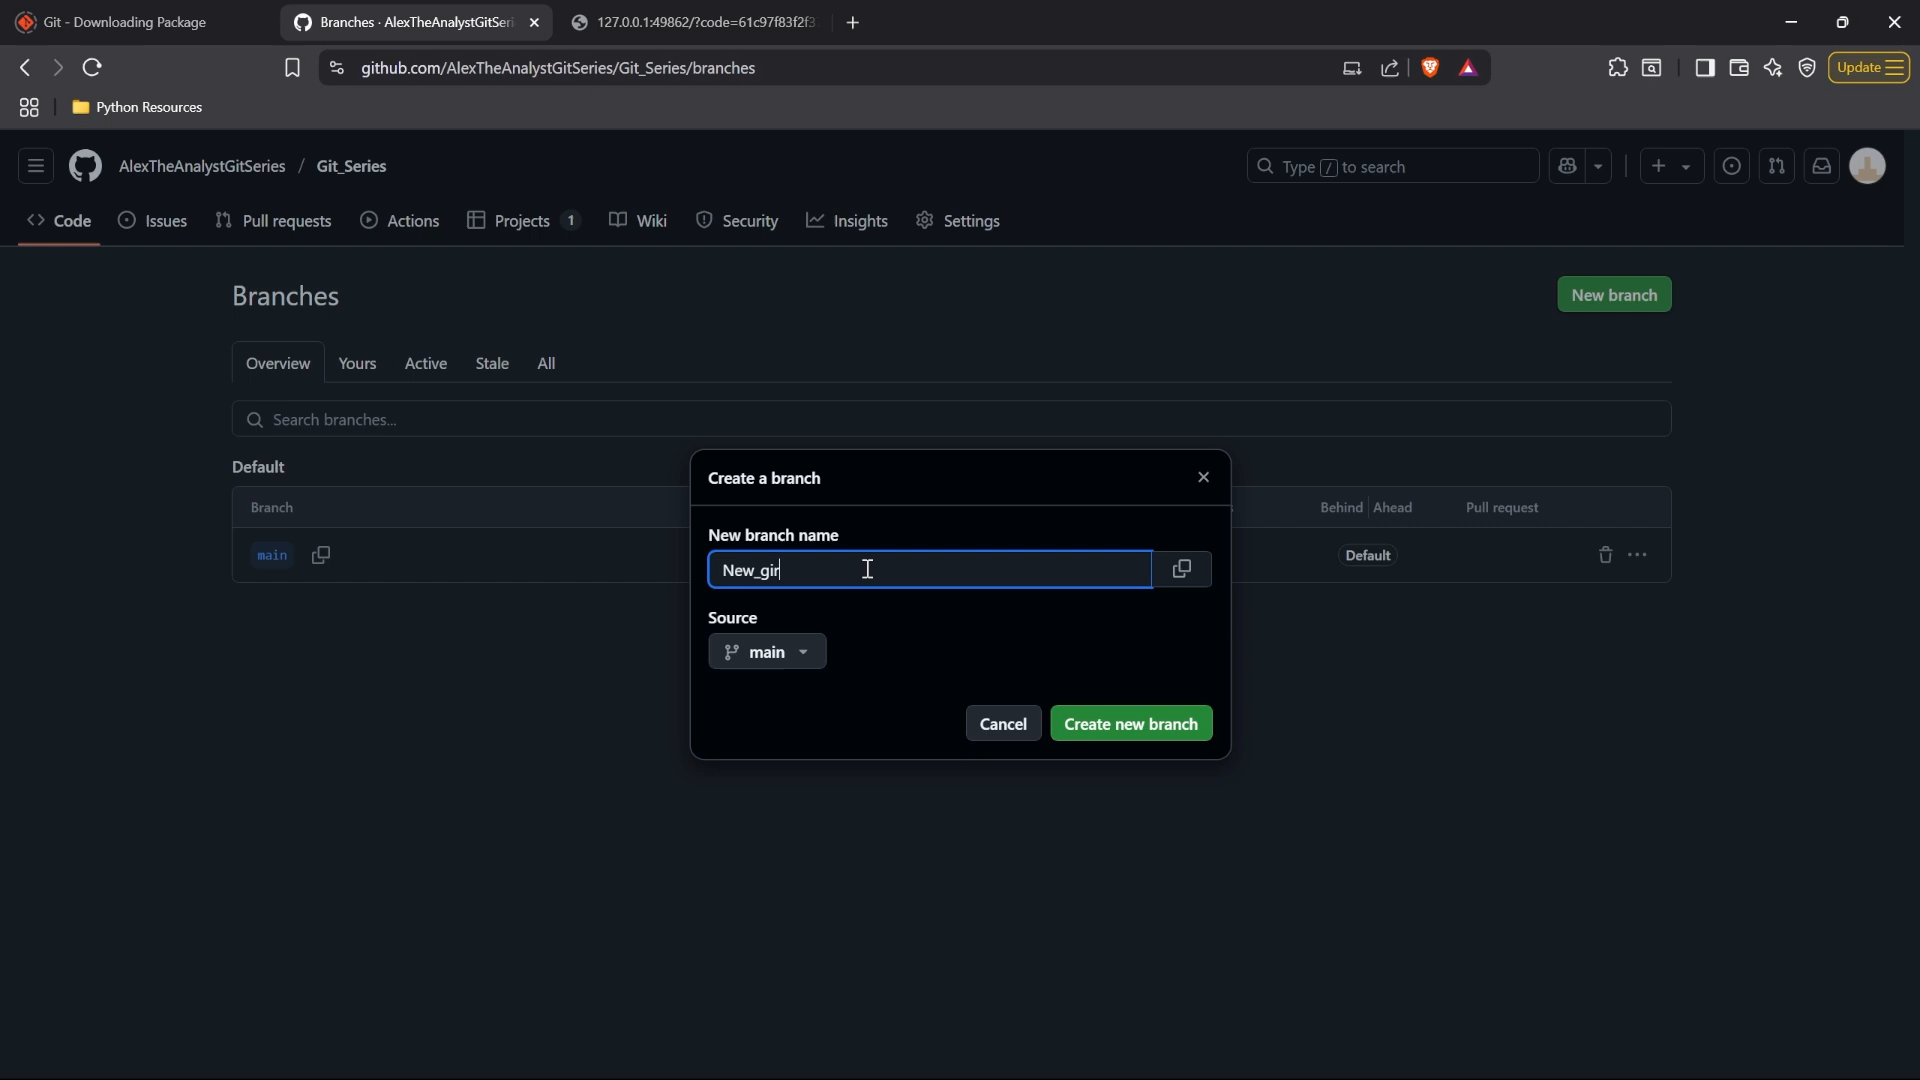 Git - Downloading Package
Branches · AlexTheAnalystGitSeri
127.0.0.1:49862/?code=61c97f83f2f3
github.com/AlexTheAnalystGitSeries/Git_Series/branches
Update
Python Resources
AlexTheAnalystGitSeries / Git_Series
Type / to search
Code
Issues
Pull requests
Actions
Projects 1
Wiki
Security
Insights
Settings
Branches
New branch
Overview
Yours
Active
Stale
All
Search branches...
Default
Branch
Behind Ahead
Pull request
main
Default
Create a branch
New branch name
New_gir
Source
main
Cancel
Create new branch